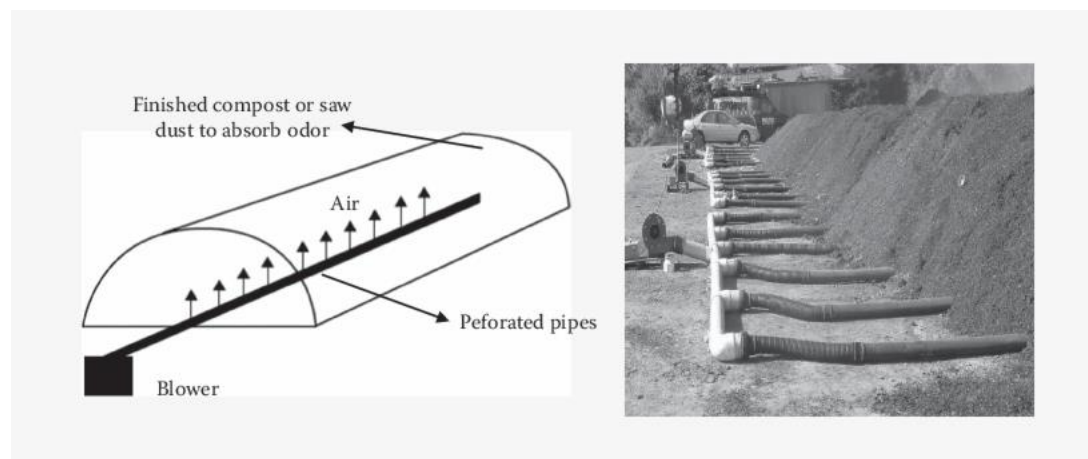 Finished compost or saw
dust to absorb odor
Air
Peforated pipes
Blower